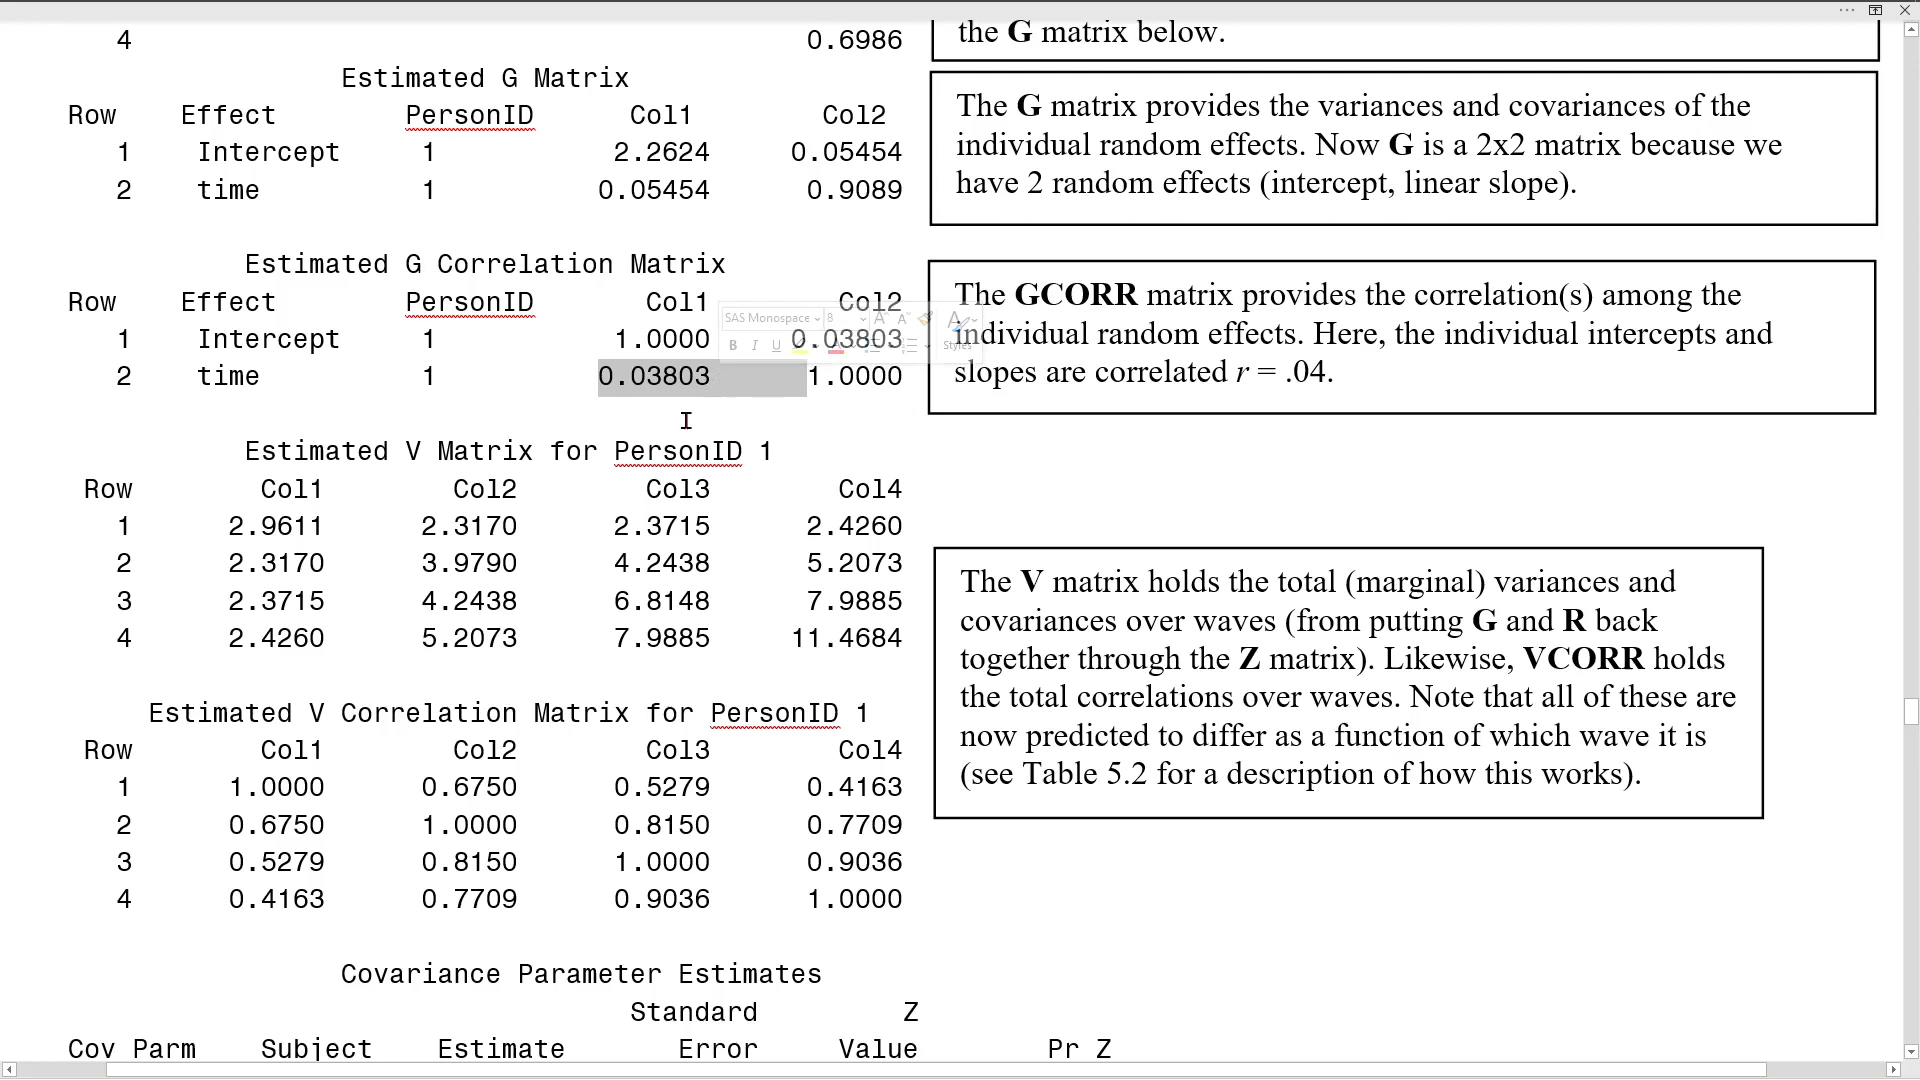 the G matrix below.
4 0.6986
Estimated G Matrix
Row Effect PersonID Col1 Col2
1 Intercept 1 2.2624 0.05454
2 time 1 0.05454 0.9089
The G matrix provides the variances and covariances of the
individual random effects. Now G is a 2x2 matrix because we
have 2 random effects (intercept, linear slope).
Estimated G Correlation Matrix
Row Effect PersonID Col1 Col2
1 Intercept 1 1.0000 0.03803
2 time 1 0.03803 1.0000
SAS Monospace 8 A A A
B I U A Styles
The GCORR matrix provides the correlation(s) among the
individual random effects. Here, the individual intercepts and
slopes are correlated r = .04.
Estimated V Matrix for PersonID 1
Row Col1 Col2 Col3 Col4
1 2.9611 2.3170 2.3715 2.4260
2 2.3170 3.9790 4.2438 5.2073
3 2.3715 4.2438 6.8148 7.9885
4 2.4260 5.2073 7.9885 11.4684
The V matrix holds the total (marginal) variances and
covariances over waves (from putting G and R back
together through the Z matrix). Likewise, VCORR holds
the total correlations over waves. Note that all of these are
now predicted to differ as a function of which wave it is
(see Table 5.2 for a description of how this works).
Estimated V Correlation Matrix for PersonID 1
Row Col1 Col2 Col3 Col4
1 1.0000 0.6750 0.5279 0.4163
2 0.6750 1.0000 0.8150 0.7709
3 0.5279 0.8150 1.0000 0.9036
4 0.4163 0.7709 0.9036 1.0000
Covariance Parameter Estimates
Standard Z
Cov Parm Subject Estimate Error Value Pr Z